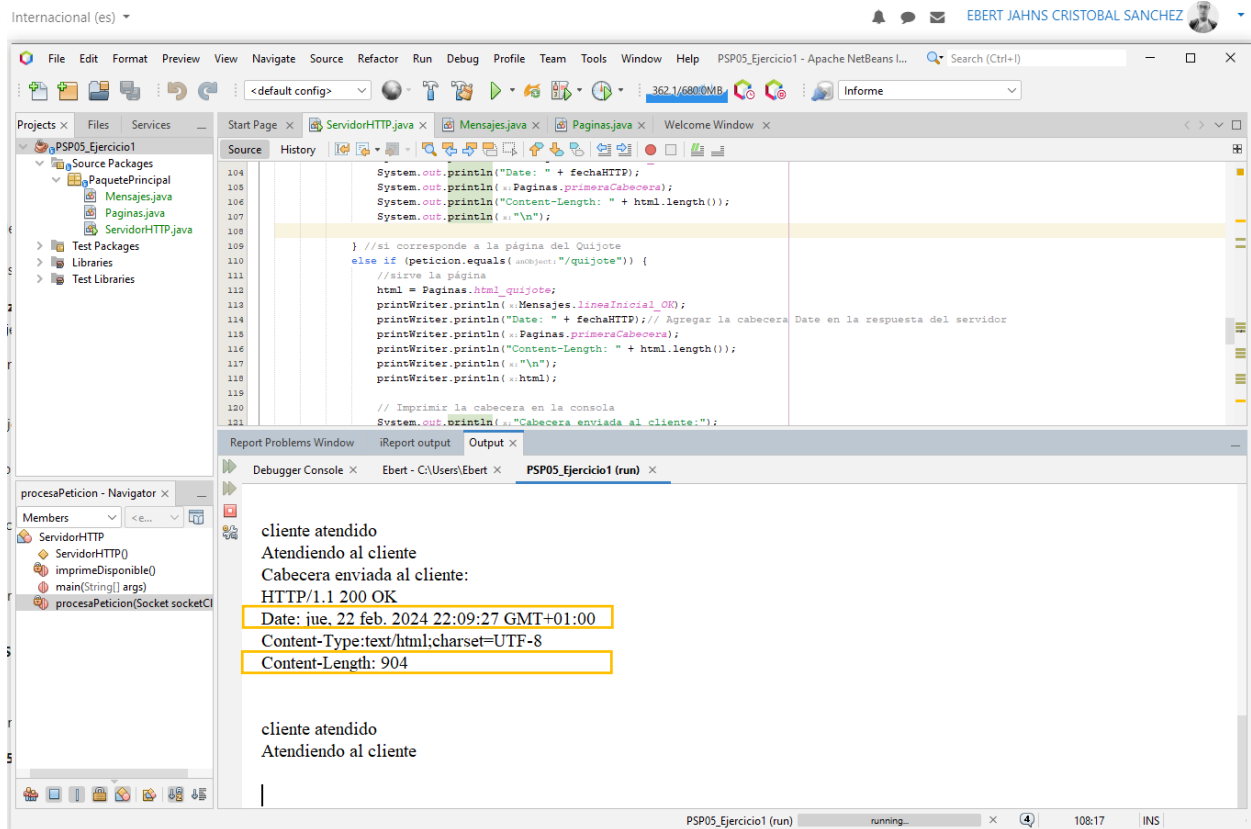 Internacional (es)
EBERT JAHNS CRISTOBAL SANCHEZ
File Edit Format Preview View Navigate Source Refactor Run Debug Profile Team Tools Window Help PSP05_Ejercicio1 - Apache NetBeans I... Search (Ctrl+I)
<default config> 362.1/680.0MB Informe
Projects Files Services
Start Page ServidorHTTP.java Mensajes.java Paginas.java Welcome Window
PSP05_Ejercicio1
Source Packages
PaquetePrincipal
Mensajes.java
Paginas.java
ServidorHTTP.java
Test Packages
Libraries
Test Libraries
Source History
104 System.out.println("Date: " + fechaHTTP);
105 System.out.println( x: Paginas.primeraCabecera);
106 System.out.println("Content-Length: " + html.length());
107 System.out.println( x: "\n");
108
109 } //si corresponde a la página del Quijote
110 else if (peticion.equals( anObject: "/quijote")) {
111 //sirve la página
112 html = Paginas.html_quijote;
113 printWriter.println( x: Mensajes.lineaInicial_OK);
114 printWriter.println("Date: " + fechaHTTP);// Agregar la cabecera Date en la respuesta del servidor
115 printWriter.println( x: Paginas.primeraCabecera);
116 printWriter.println("Content-Length: " + html.length());
117 printWriter.println( x: "\n");
118 printWriter.println( x: html);
119
120 // Imprimir la cabecera en la consola
121 System.out.println( x: "Cabecera enviada al cliente:");
Report Problems Window iReport output Output
Debugger Console Ebert - C:\Users\Ebert PSP05_Ejercicio1 (run)
procesaPeticion - Navigator
Members <e...
ServidorHTTP
ServidorHTTP()
imprimeDisponible()
main(String[] args)
procesaPeticion(Socket socketCl
cliente atendido
Atendiendo al cliente
Cabecera enviada al cliente:
HTTP/1.1 200 OK
Date: jue, 22 feb. 2024 22:09:27 GMT+01:00
Content-Type:text/html;charset=UTF-8
Content-Length: 904
cliente atendido
Atendiendo al cliente
PSP05_Ejercicio1 (run) running... 4 108:17 INS